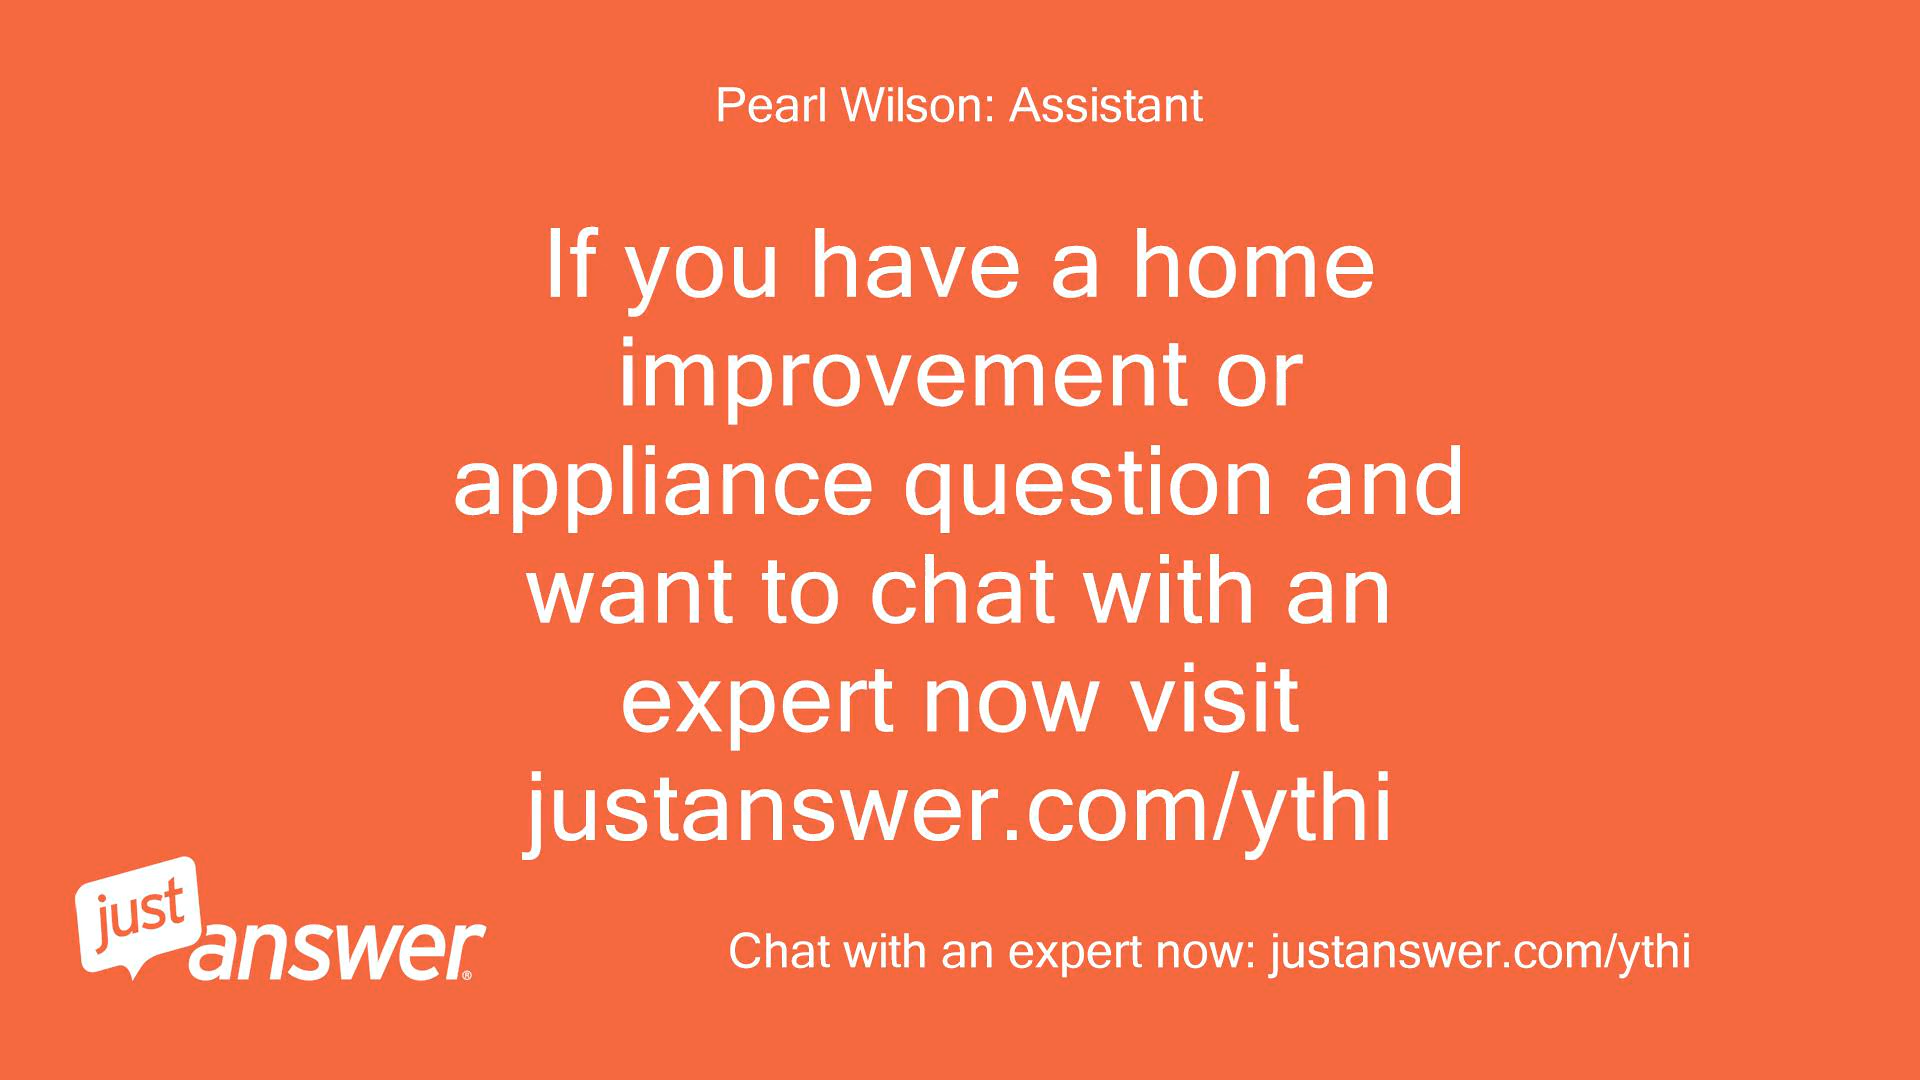 Pearl Wilson: Assistant
If you have a home
improvement or
appliance question and
want to chat with an
expert now visit
justanswer.com/ythi
just
answer®
Chat with an expert now: justanswer.com/ythi